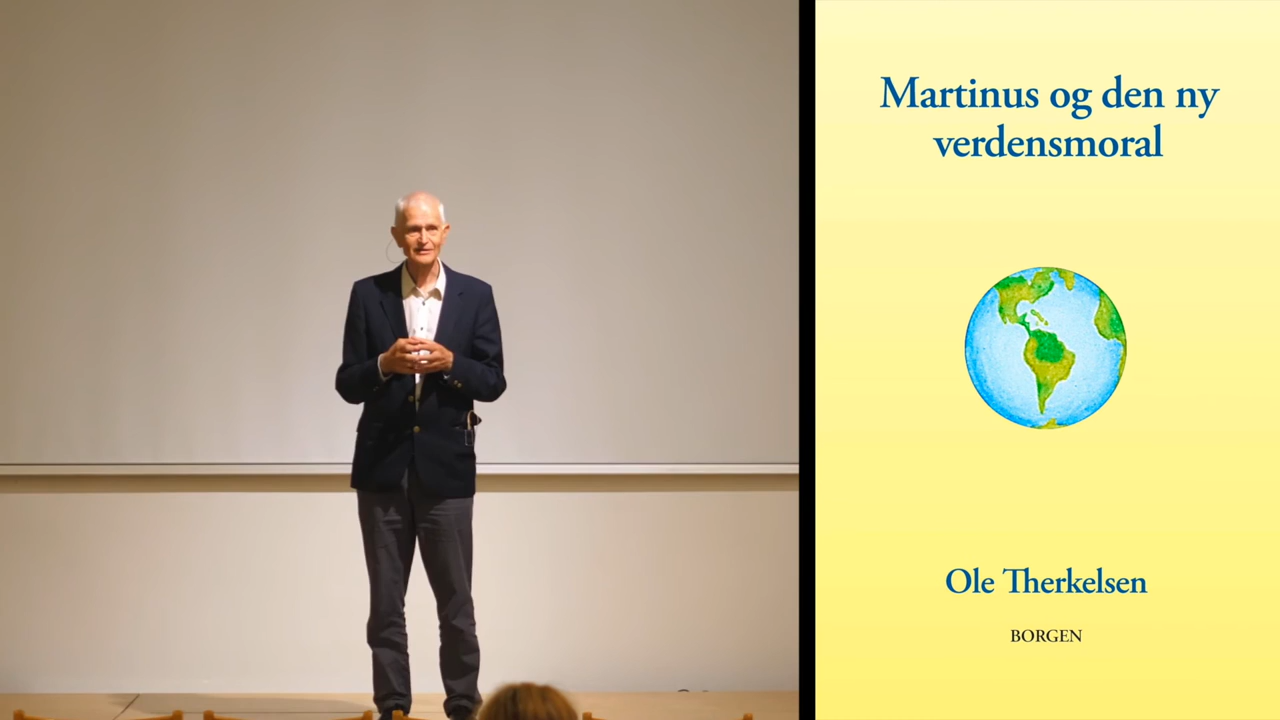 Martinus og den ny
verdensmoral
Ole Therkelsen
BORGEN